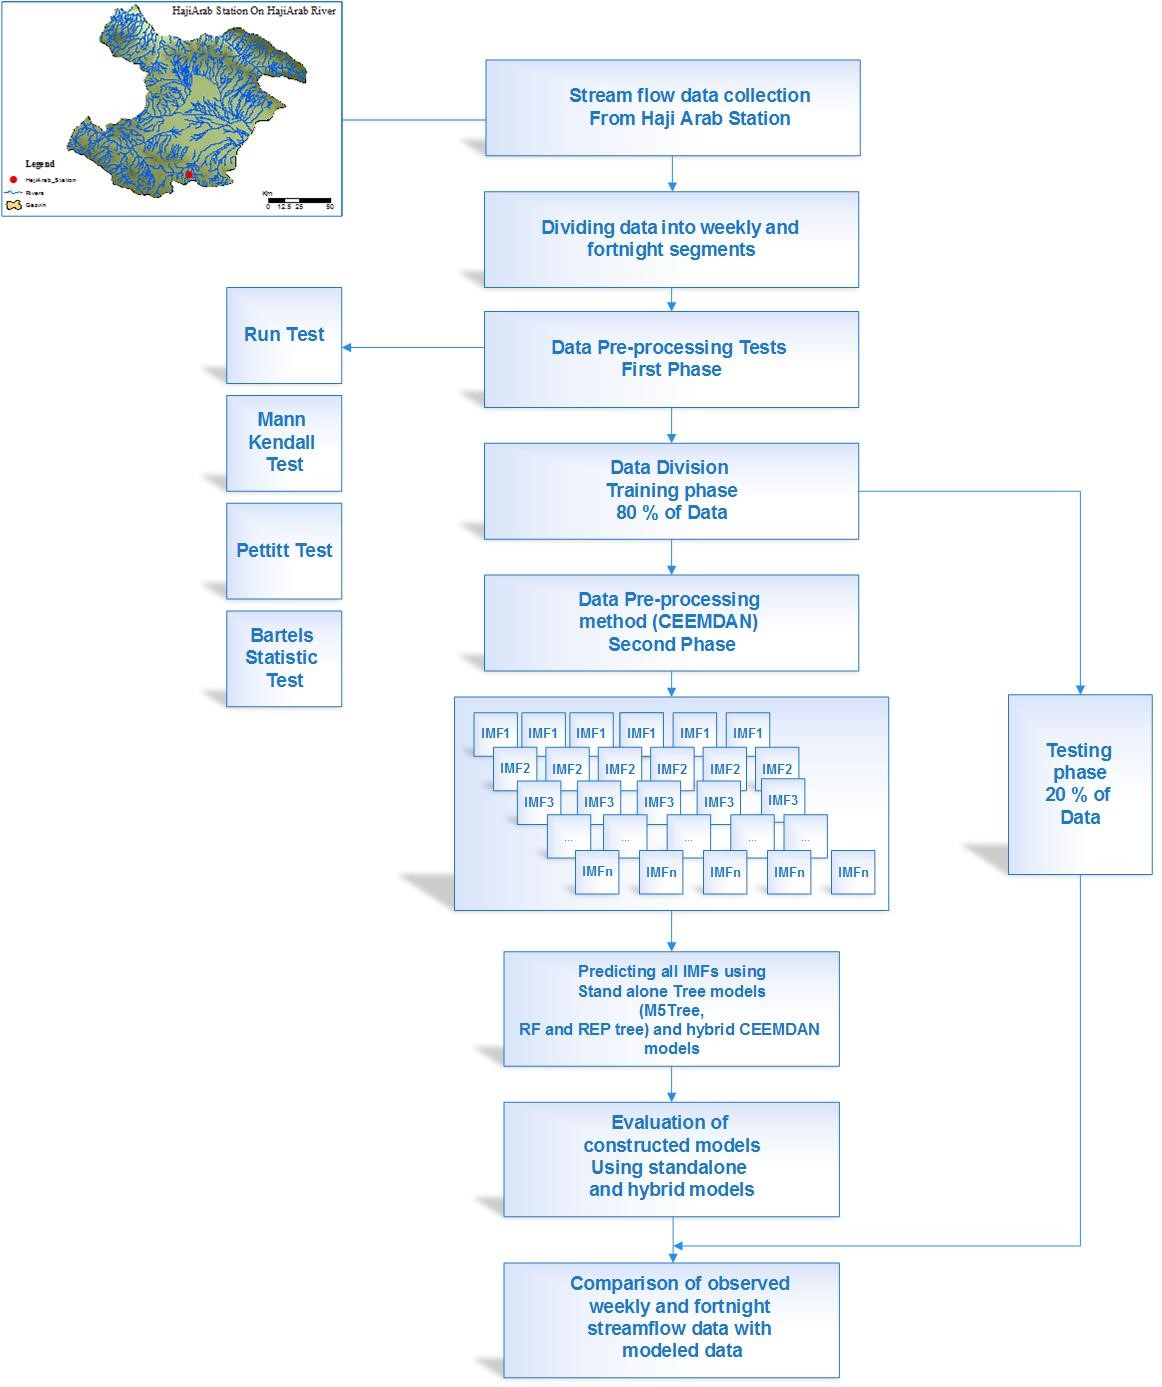 HajiArab Station On HajiArab River
Legend
HajiArab_Station
Rivers
Qazvin
Km
0 12.5 25 50
Stream flow data collection
From Haji Arab Station
Dividing data into weekly and
fortnight segments
Data Pre-processing Tests
First Phase
Run Test
Mann
Kendall
Test
Pettitt Test
Bartels
Statistic
Test
Data Division
Training phase
80 % of Data
Data Pre-processing
method (CEEMDAN)
Second Phase
IMF1 IMF1 IMF1 IMF1 IMF1 IMF1
IMF2 IMF2 IMF2 IMF2 IMF2 IMF2
IMF3 IMF3 IMF3 IMF3 IMF3
... ... ... ... ...
IMFn IMFn IMFn IMFn IMFn
Testing
phase
20 % of
Data
Predicting all IMFs using
Stand alone Tree models
(M5Tree,
RF and REP tree) and hybrid CEEMDAN
models
Evaluation of
constructed models
Using standalone
and hybrid models
Comparison of observed
weekly and fortnight
streamflow data with
modeled data